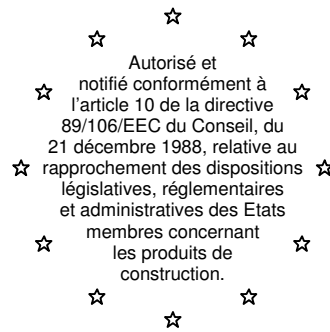 Autorisé et
notifié conformément à
l'article 10 de la directive
89/106/EEC du Conseil, du
21 décembre 1988, relative au
rapprochement des dispositions
législatives, réglementaires
et administratives des Etats
membres concernant
les produits de
construction.